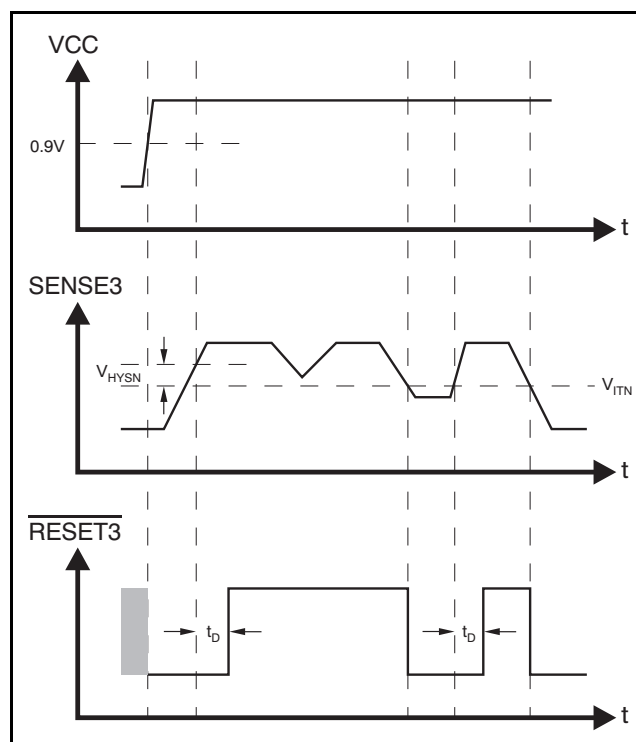 VCC
0.9V
t
SENSE3
VHYSN
VITN
t
RESET3
tD
tD
t